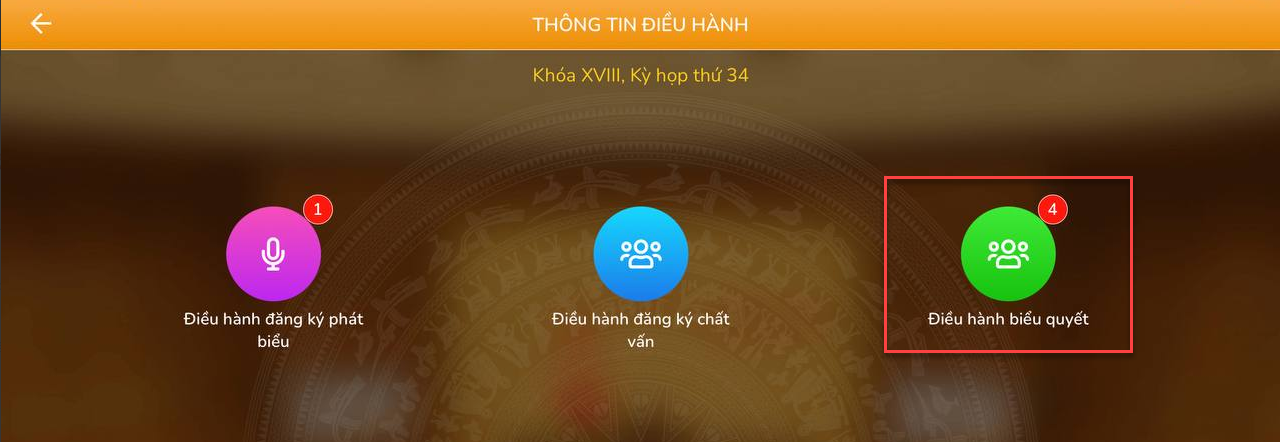 THÔNG TIN ĐIỀU HÀNH
Khóa XVIII, Kỳ họp thứ 34
1
4
Điều hành đăng ký phát
biểu
Điều hành đăng ký chất
vấn
Điều hành biểu quyết